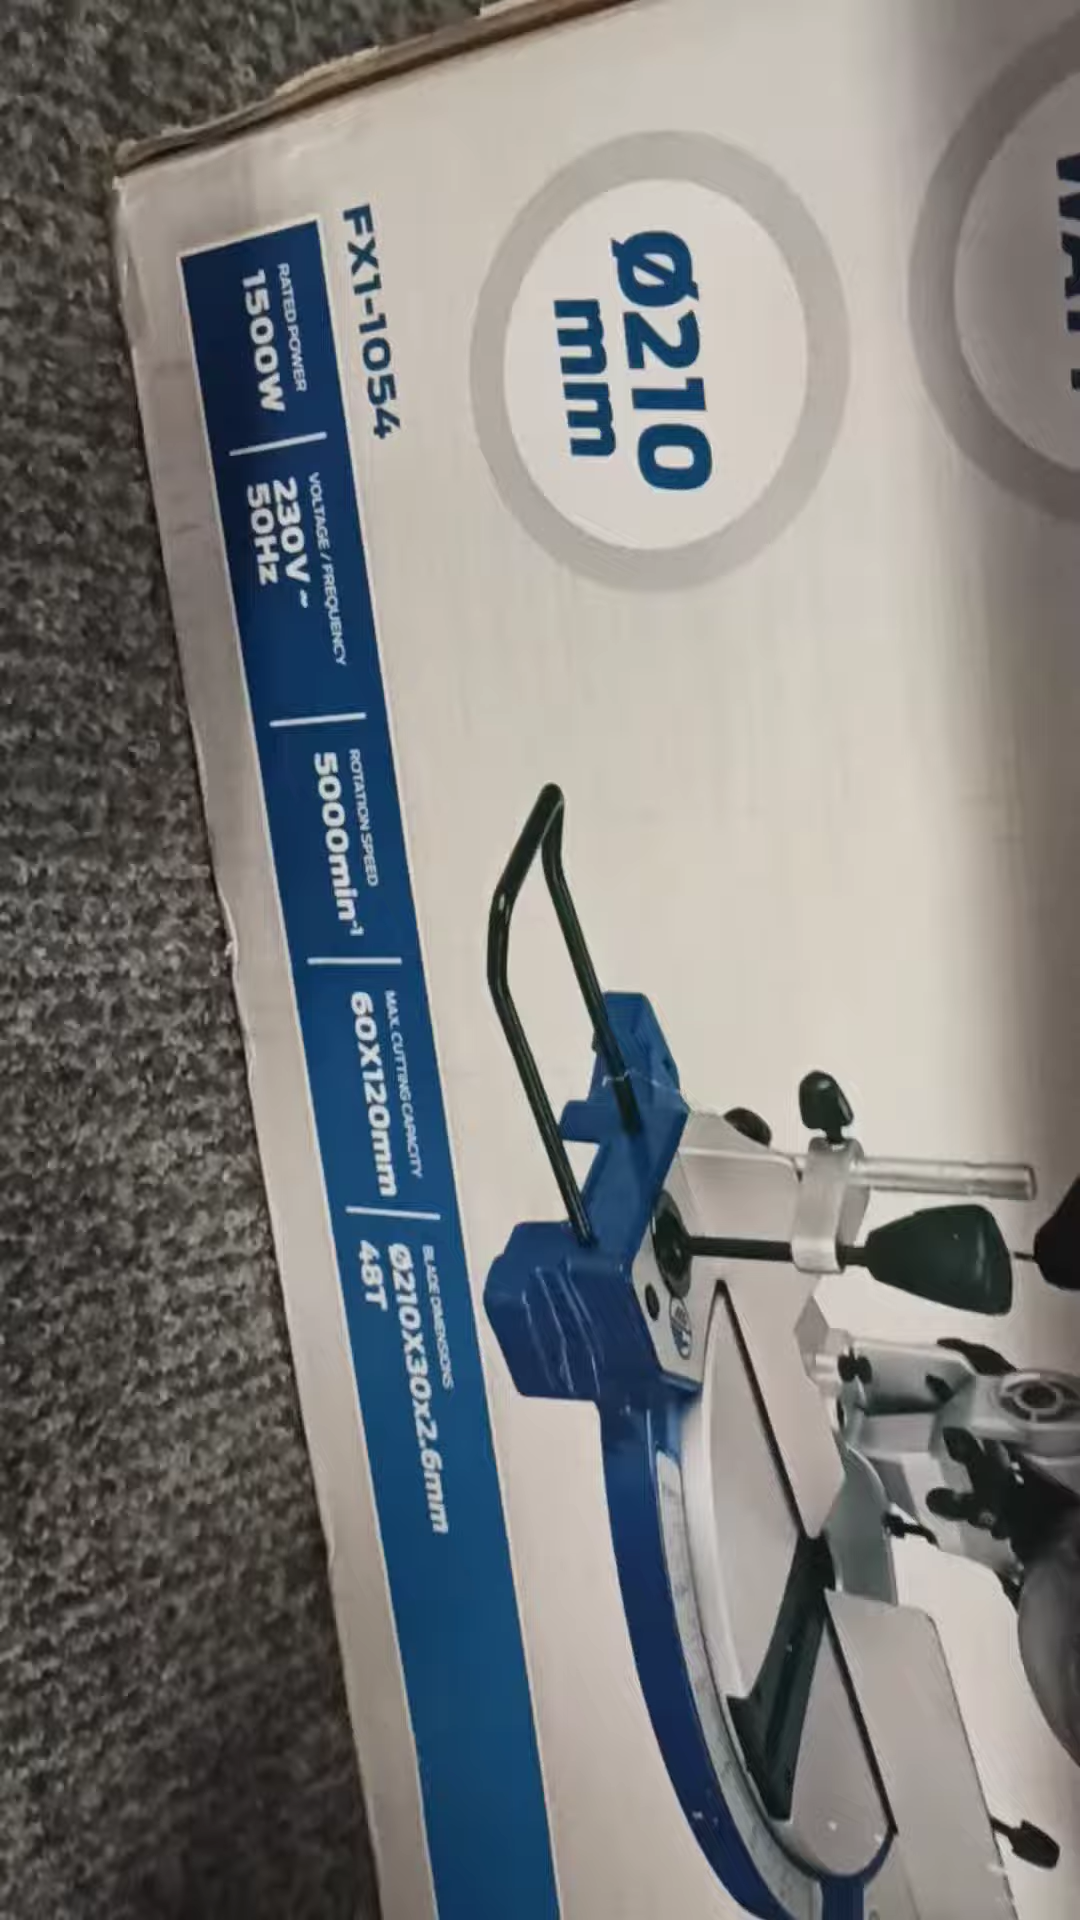 Ø210
mm
FX1-1054
RATED POWER
1500W
VOLTAGE / FREQUENCY
230V~
50Hz
ROTATION SPEED
5000min⁻¹
MAX. CUTTING CAPACITY
60X120mm
BLADE DIMENSIONS
Ø210X30x2.6mm
48T